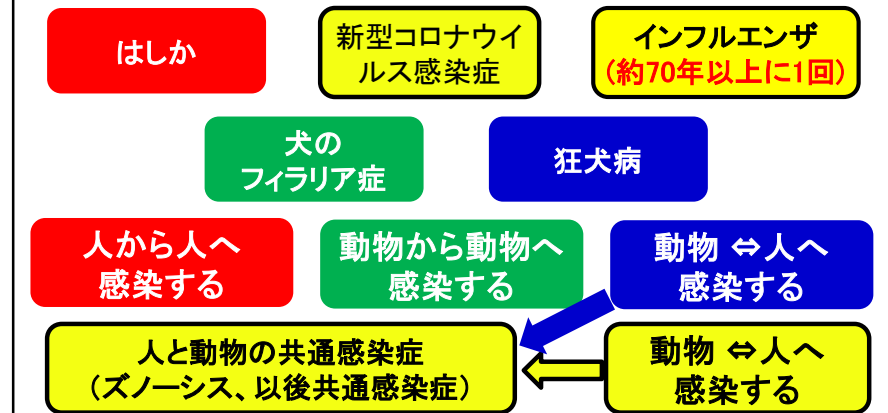 はしか
新型コロナウイ
ルス感染症
インフルエンザ
(約70年以上に1回)
犬の
フィラリア症
狂犬病
人から人へ
感染する
動物から動物へ
感染する
動物 ⇔人へ
感染する
人と動物の共通感染症
（ズノーシス、以後共通感染症）
動物 ⇔人へ
感染する